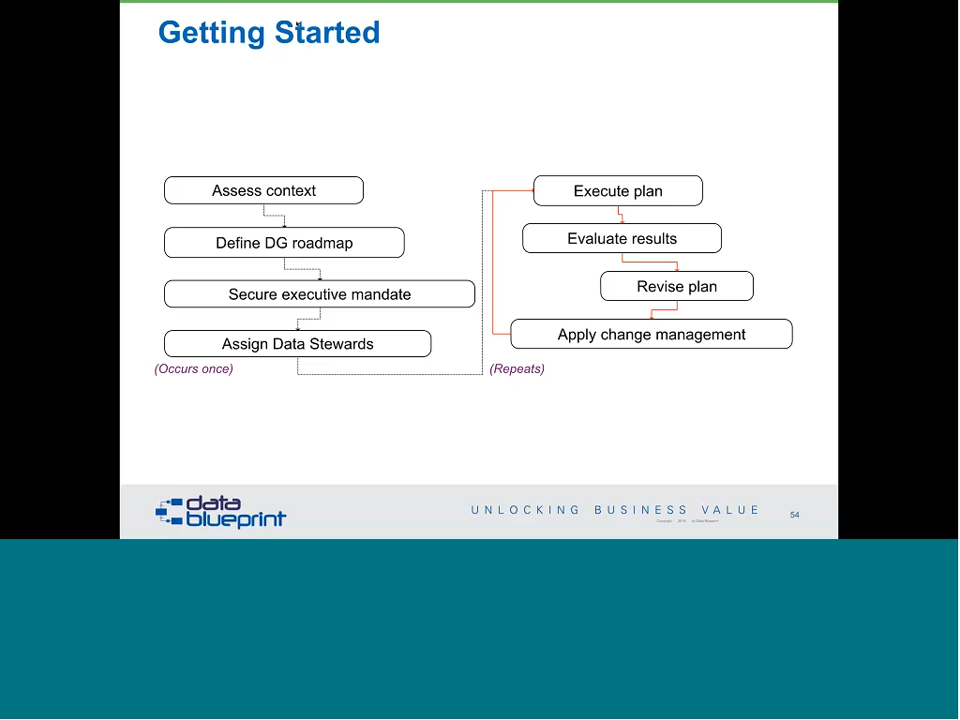 Getting Started
Assess context
Define DG roadmap
Secure executive mandate
Assign Data Stewards
(Occurs once)
Execute plan
Evaluate results
Revise plan
Apply change management
(Repeats)
data
blueprint
UNLOCKING BUSINESS VALUE
54